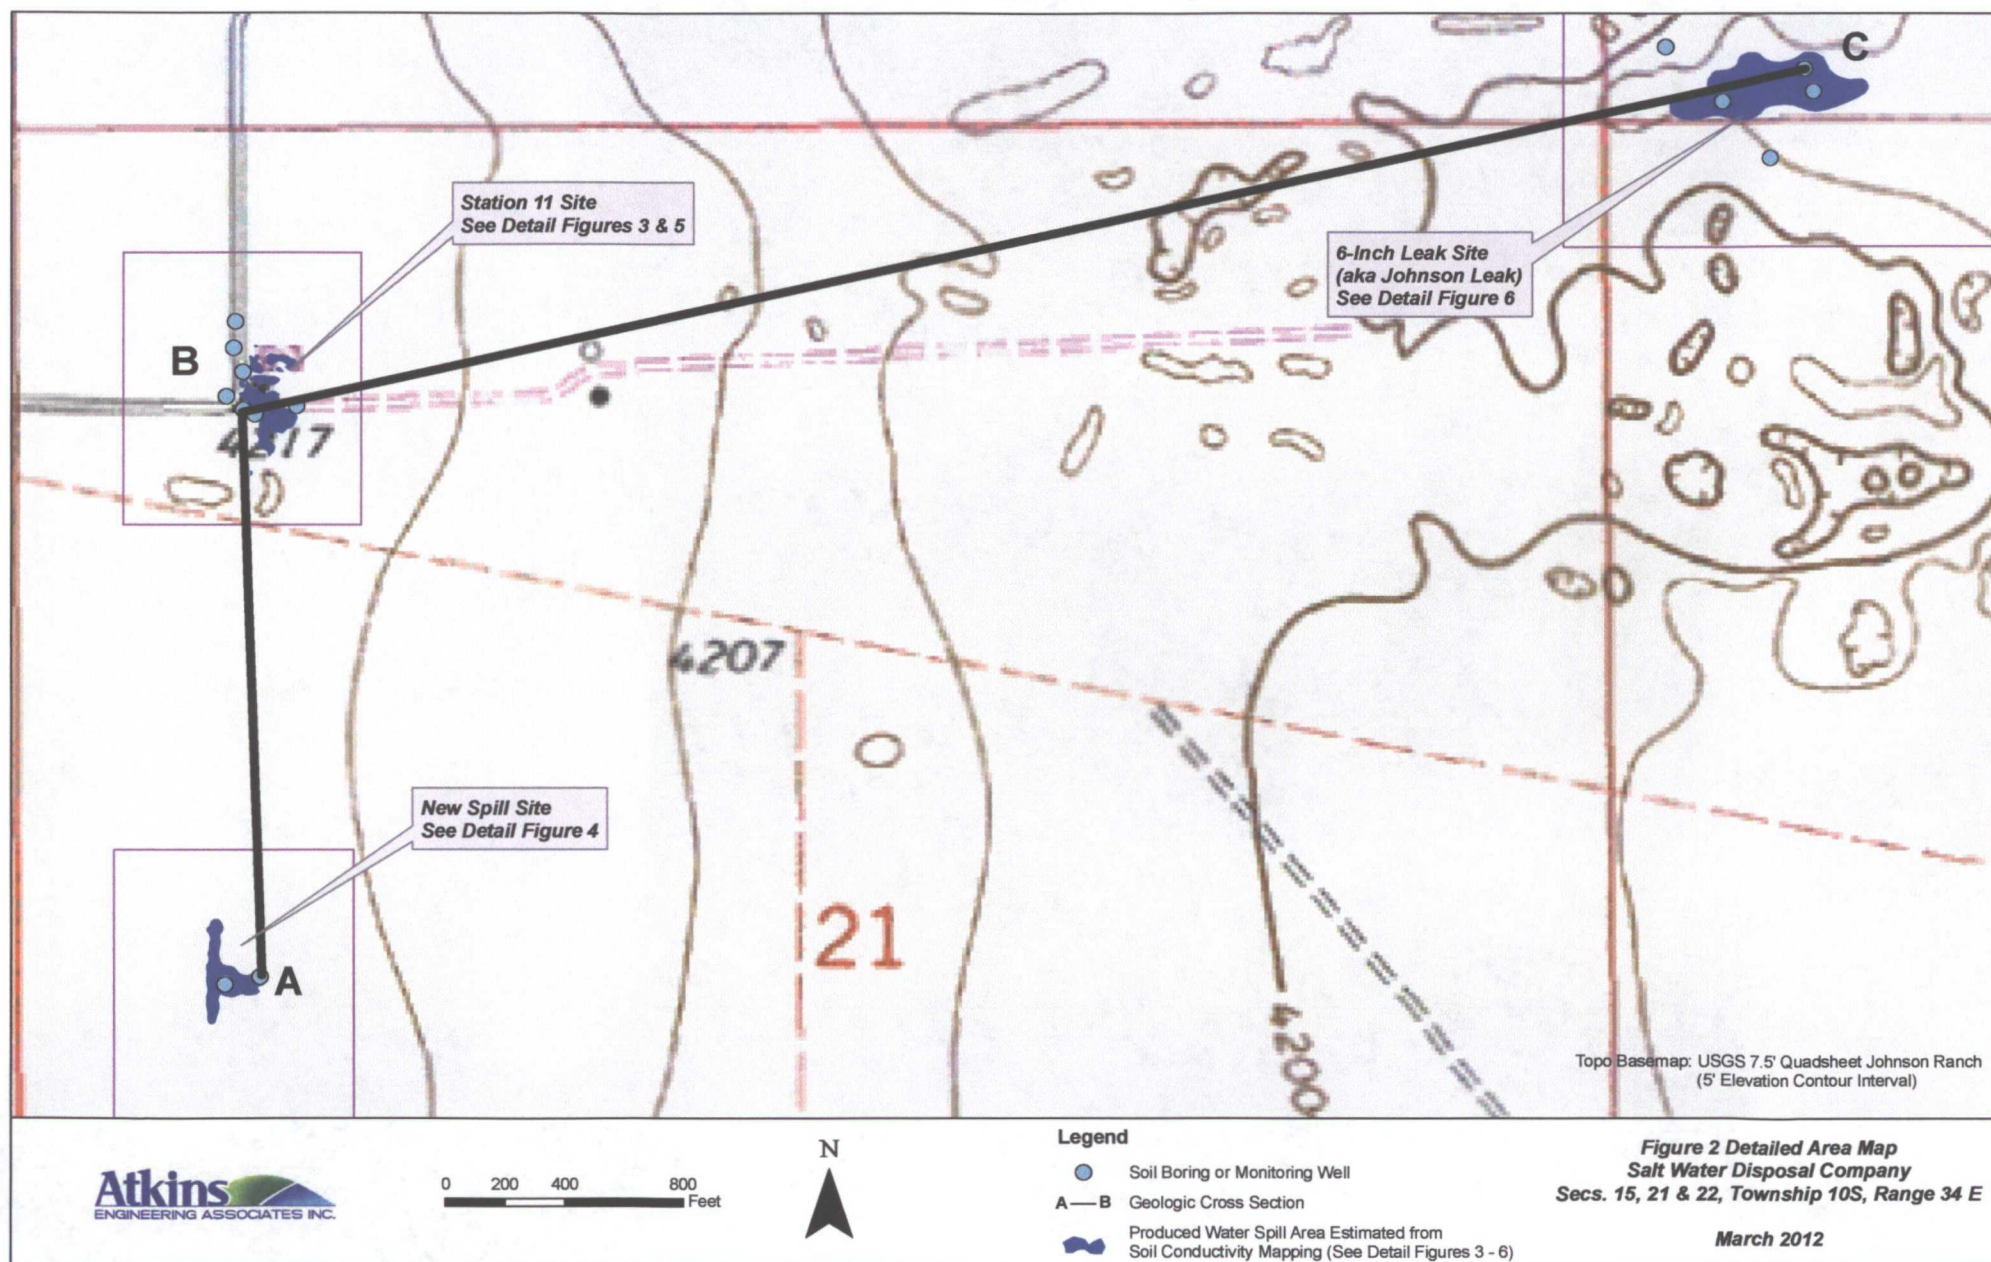 C
Station 11 Site
See Detail Figures 3 & 5
6-Inch Leak Site
(aka Johnson Leak)
See Detail Figure 6
B
4217
4207
New Spill Site
See Detail Figure 4
21
A
4200
Topo Basemap: USGS 7.5' Quadsheet Johnson Ranch
(5' Elevation Contour Interval)
Atkins
ENGINEERING ASSOCIATES INC.
0 200 400 800
Feet
N
Legend
Soil Boring or Monitoring Well
A — B Geologic Cross Section
Produced Water Spill Area Estimated from
Soil Conductivity Mapping (See Detail Figures 3 - 6)
Figure 2 Detailed Area Map
Salt Water Disposal Company
Secs. 15, 21 & 22, Township 10S, Range 34 E
March 2012